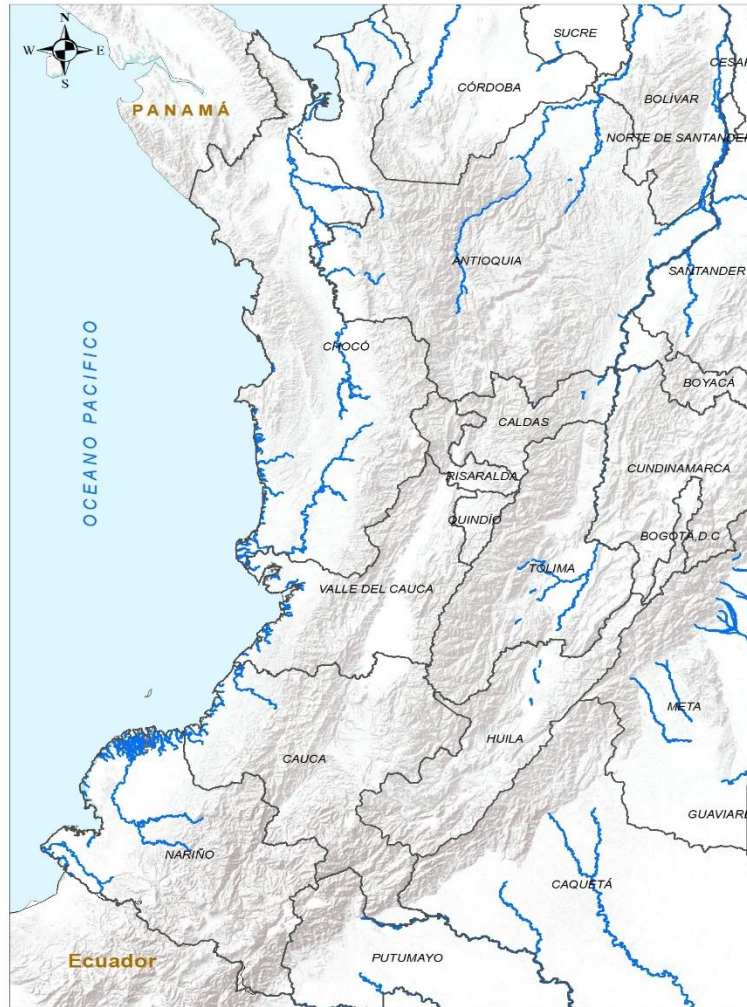 N
W E
S
SUCRE
CESAR
CÓRDOBA
BOLÍVAR
PANAMÁ
NORTE DE SANTANDER
ANTIOQUIA
SANTANDER
OCEANO PACIFICO
CHOCÓ
BOYACÁ
CALDAS
CUNDINAMARCA
RISARALDA
QUINDÍO
BOGOTÁ,D.C
TOLIMA
VALLE DEL CAUCA
META
HUILA
CAUCA
GUAVIARE
NARIÑO
CAQUETÁ
Ecuador
PUTUMAYO